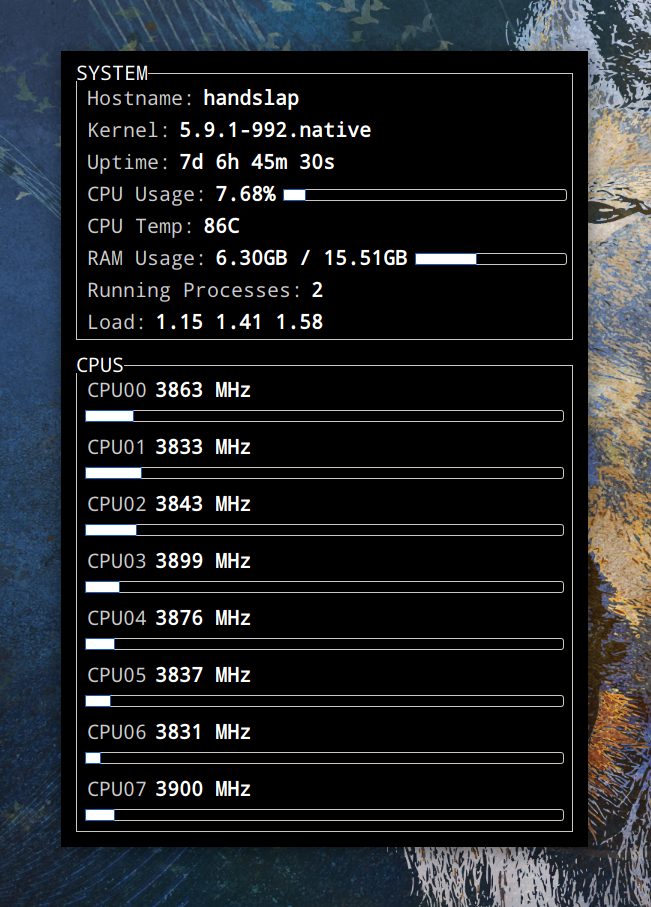 SYSTEM
Hostname: handslap
Kernel: 5.9.1-992.native
Uptime: 7d 6h 45m 30s
CPU Usage: 7.68%
CPU Temp: 86C
RAM Usage: 6.30GB / 15.51GB
Running Processes: 2
Load: 1.15 1.41 1.58
CPUS
CPU00 3863 MHz
CPU01 3833 MHz
CPU02 3843 MHz
CPU03 3899 MHz
CPU04 3876 MHz
CPU05 3837 MHz
CPU06 3831 MHz
CPU07 3900 MHz